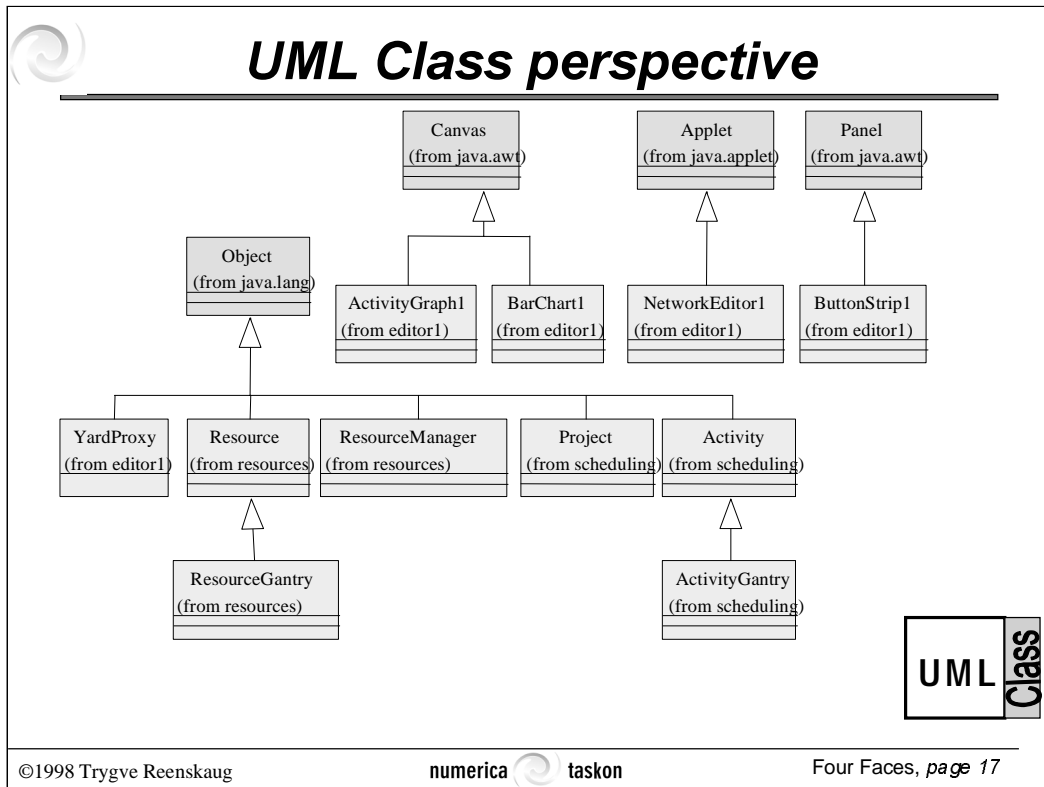 UML Class perspective
Canvas
(from java.awt)
Applet
(from java.applet)
Panel
(from java.awt)
Object
(from java.lang)
ActivityGraph1
(from editor1)
BarChart1
(from editor1)
NetworkEditor1
(from editor1)
ButtonStrip1
(from editor1)
YardProxy
(from editor1)
Resource
(from resources)
ResourceManager
(from resources)
Project
(from scheduling)
Activity
(from scheduling)
ResourceGantry
(from resources)
ActivityGantry
(from scheduling)
UML
Class
©1998 Trygve Reenskaug
numerica taskon
Four Faces, page 17